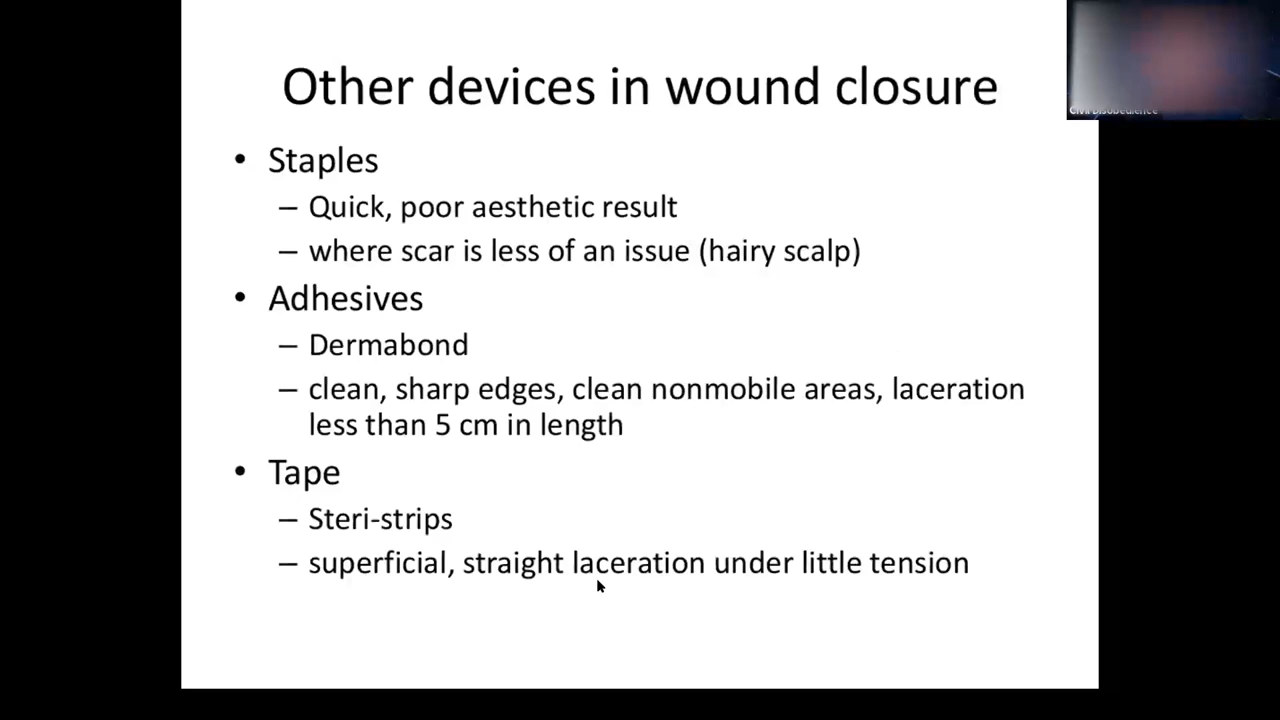 Other devices in wound closure
• Staples
– Quick, poor aesthetic result
– where scar is less of an issue (hairy scalp)
• Adhesives
– Dermabond
– clean, sharp edges, clean nonmobile areas, laceration
less than 5 cm in length
• Tape
– Steri-strips
– superficial, straight laceration under little tension
Civil Disobedience